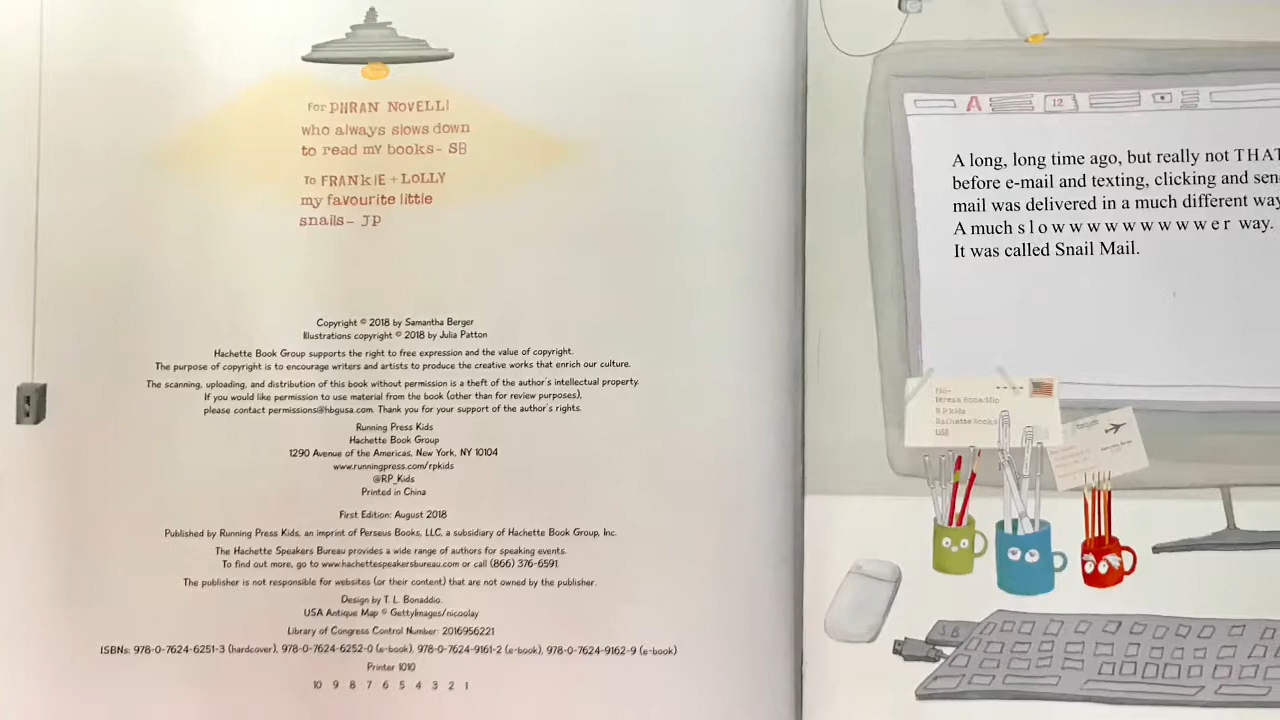 For PHRAN NOVELLI
who always slows down
to read my books– SB
To FRANKIE + LOLLY
my favourite little
snails– JP
Copyright © 2018 by Samantha Berger
Illustrations copyright © 2018 by Julia Patton
Hachette Book Group supports the right to free expression and the value of copyright.
The purpose of copyright is to encourage writers and artists to produce the creative works that enrich our culture.
The scanning, uploading, and distribution of this book without permission is a theft of the author's intellectual property.
If you would like permission to use material from the book (other than for review purposes),
please contact permissions@hbgusa.com. Thank you for your support of the author's rights.
Running Press Kids
Hachette Book Group
1290 Avenue of the Americas, New York, NY 10104
www.runningpress.com/rpkids
@RP_Kids
Printed in China
First Edition: August 2018
Published by Running Press Kids, an imprint of Perseus Books, LLC, a subsidiary of Hachette Book Group, Inc.
The Hachette Speakers Bureau provides a wide range of authors for speaking events.
To find out more, go to www.hachettespeakersbureau.com or call (866) 376-6591.
The publisher is not responsible for websites (or their content) that are not owned by the publisher.
Design by T. L. Bonaddio.
USA Antique Map © GettyImages/nicoolay
Library of Congress Control Number: 2016956221
ISBNs: 978-0-7624-6251-3 (hardcover), 978-0-7624-6252-0 (e-book), 978-0-7624-9161-2 (e-book), 978-0-7624-9162-9 (e-book)
Printer 1010
10 9 8 7 6 5 4 3 2 1
A
12
A long, long time ago, but really not THAT
before e-mail and texting, clicking and sen
mail was delivered in a much different way
A much s l o w w w w w w w w w w e r way.
It was called Snail Mail.
Teresa Bonaddio
RP Kids
Hachette Books
USA
SB